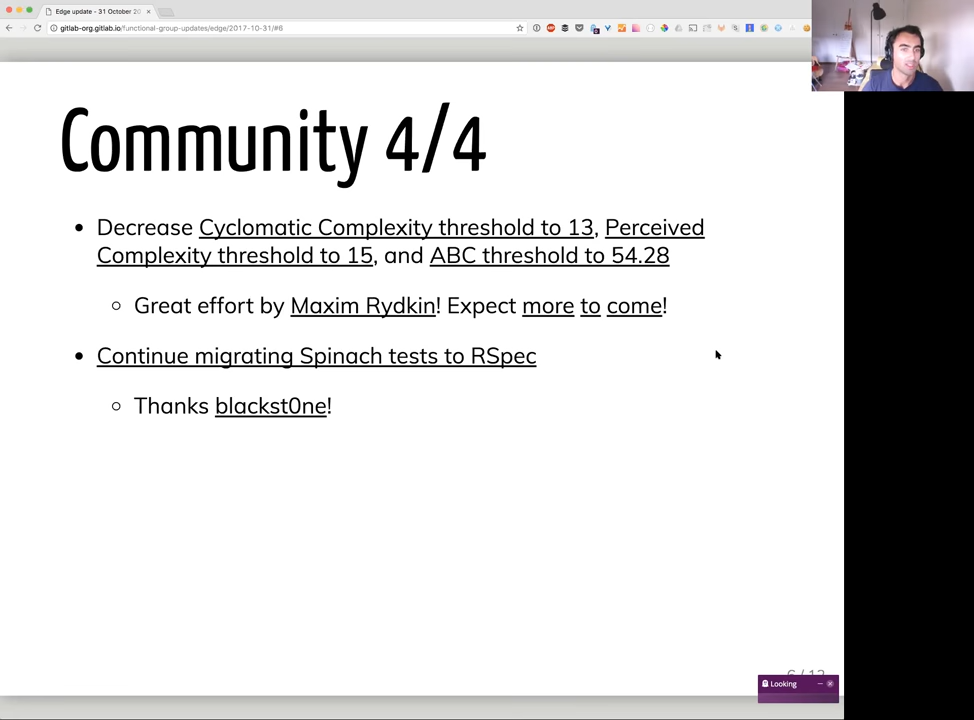 Edge update - 31 October 20
gitlab-org.gitlab.io/functional-group-updates/edge/2017-10-31/#6
Community 4/4
Decrease Cyclomatic Complexity threshold to 13, Perceived
Complexity threshold to 15, and ABC threshold to 54.28
Great effort by Maxim Rydkin! Expect more to come!
Continue migrating Spinach tests to RSpec
Thanks blackst0ne!
Looking